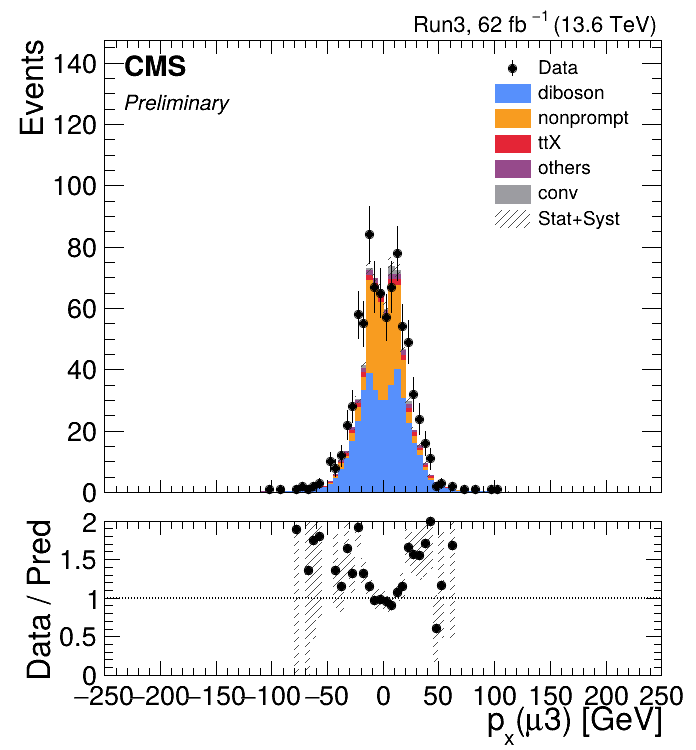 Run3, 62 fb⁻¹ (13.6 TeV)
Events
140
120
100
80
60
40
20
0
CMS
Preliminary
Data
diboson
nonprompt
ttX
others
conv
Stat+Syst
Data / Pred
2
1.5
1
0.5
0
−250 −200 −150 −100 −50 0 50 100 150 200 250
pₓ(μ3) [GeV]